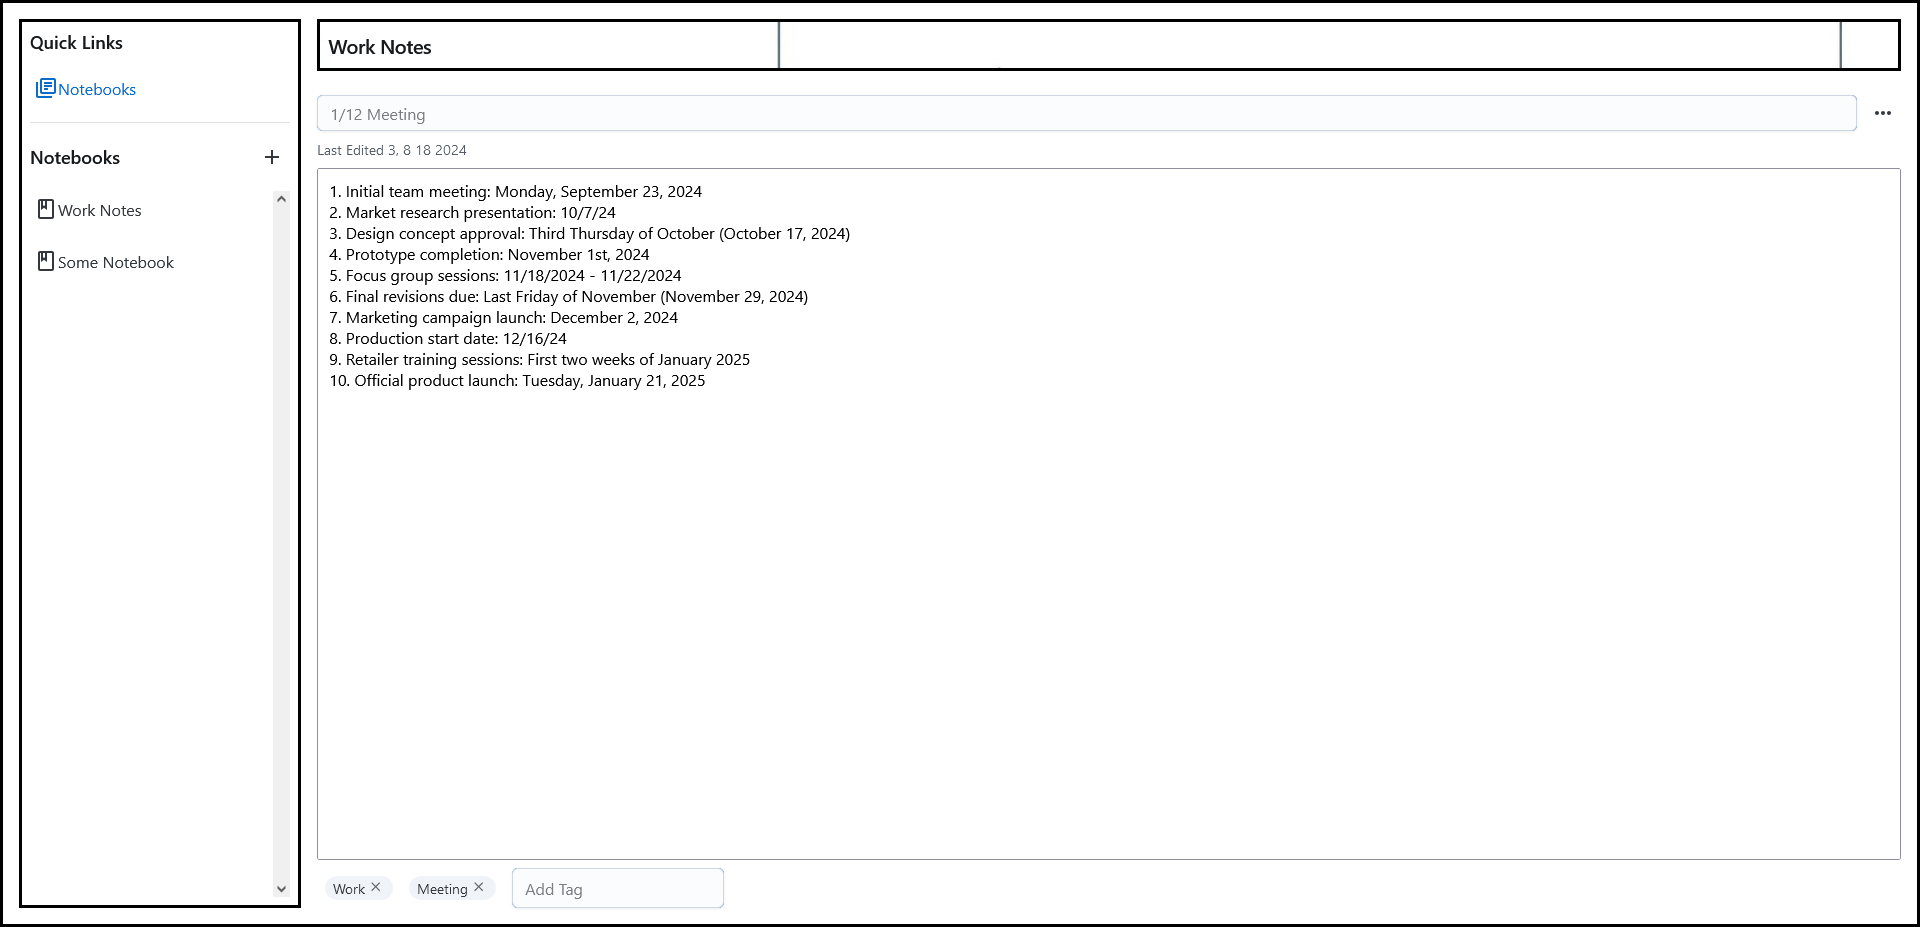 Quick Links
Notebooks
Notebooks
Work Notes
Some Notebook
Work Notes
1/12 Meeting
Last Edited 3, 8 18 2024
1. Initial team meeting: Monday, September 23, 2024
2. Market research presentation: 10/7/24
3. Design concept approval: Third Thursday of October (October 17, 2024)
4. Prototype completion: November 1st, 2024
5. Focus group sessions: 11/18/2024 - 11/22/2024
6. Final revisions due: Last Friday of November (November 29, 2024)
7. Marketing campaign launch: December 2, 2024
8. Production start date: 12/16/24
9. Retailer training sessions: First two weeks of January 2025
10. Official product launch: Tuesday, January 21, 2025
Work
Meeting
Add Tag